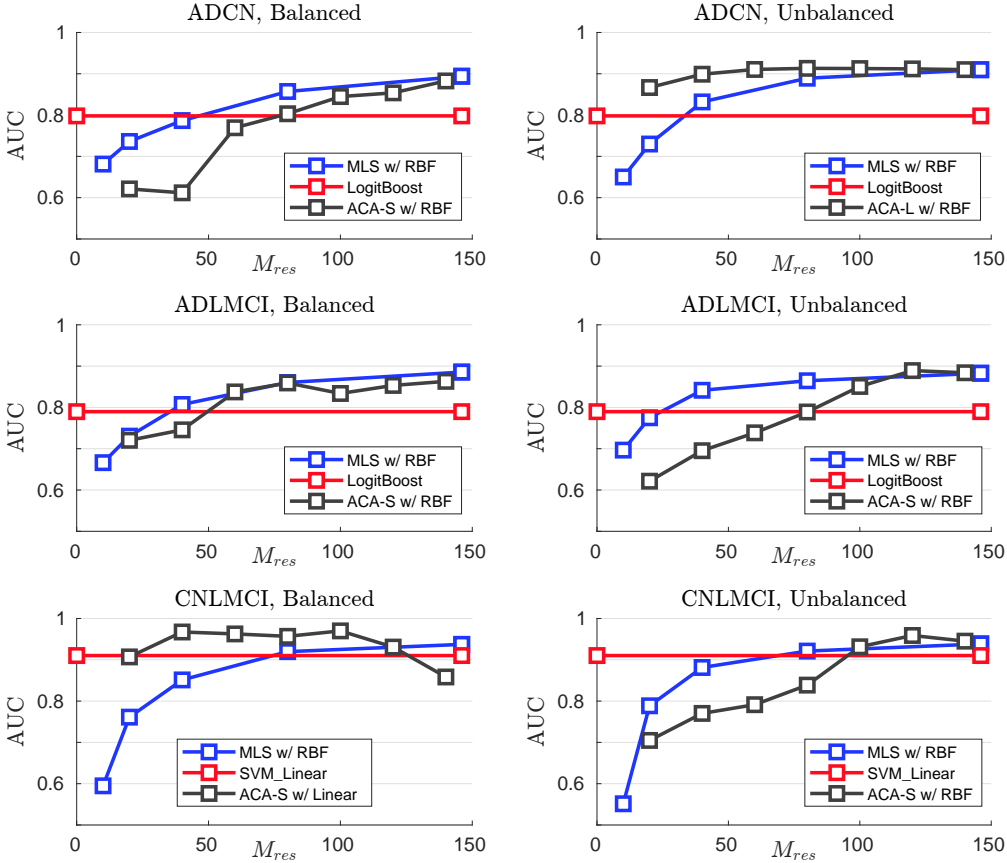 ADCN, Balanced
1
0.8
0.6
AUC
MLS w/ RBF
LogitBoost
ACA-S w/ RBF
0 50 100 150
M_res
ADCN, Unbalanced
1
0.8
0.6
AUC
MLS w/ RBF
LogitBoost
ACA-L w/ RBF
0 50 100 150
M_res
ADLMCI, Balanced
1
0.8
0.6
AUC
MLS w/ RBF
LogitBoost
ACA-S w/ RBF
0 50 100 150
M_res
ADLMCI, Unbalanced
1
0.8
0.6
AUC
MLS w/ RBF
LogitBoost
ACA-S w/ RBF
0 50 100 150
M_res
CNLMCI, Balanced
1
0.8
0.6
AUC
MLS w/ RBF
SVM_Linear
ACA-S w/ Linear
0 50 100 150
M_res
CNLMCI, Unbalanced
1
0.8
0.6
AUC
MLS w/ RBF
SVM_Linear
ACA-S w/ RBF
0 50 100 150
M_res